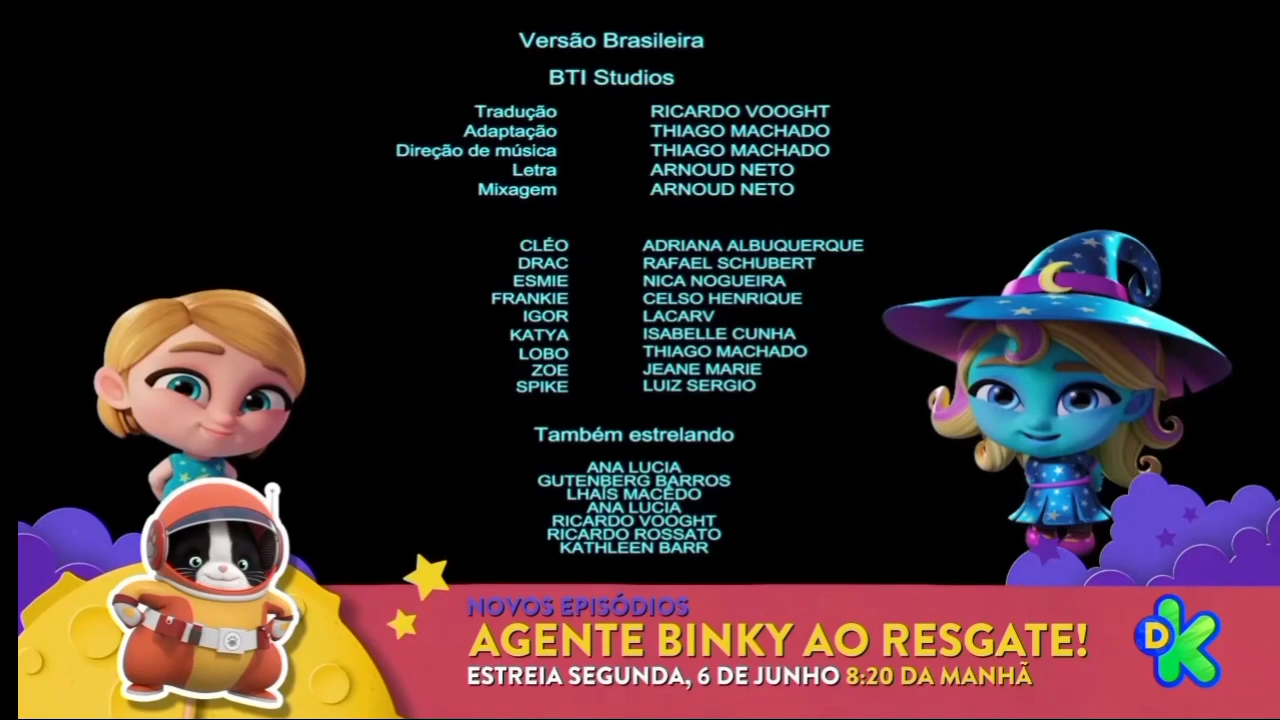 Versão Brasileira
BTI Studios
Tradução RICARDO VOOGHT
Adaptação THIAGO MACHADO
Direção de música THIAGO MACHADO
Letra ARNOUD NETO
Mixagem ARNOUD NETO
CLÉO ADRIANA ALBUQUERQUE
DRAC RAFAEL SCHUBERT
ESMIE NICA NOGUEIRA
FRANKIE CELSO HENRIQUE
IGOR LACARV
KATYA ISABELLE CUNHA
LOBO THIAGO MACHADO
ZOE JEANE MARIE
SPIKE LUIZ SERGIO
Também estrelando
ANA LUCIA
GUTENBERG BARROS
LHAÍS MACÊDO
ANA LUCIA
RICARDO VOOGHT
RICARDO ROSSATO
KATHLEEN BARR
NOVOS EPISÓDIOS
AGENTE BINKY AO RESGATE!
ESTREIA SEGUNDA, 6 DE JUNHO 8:20 DA MANHÃ
DK